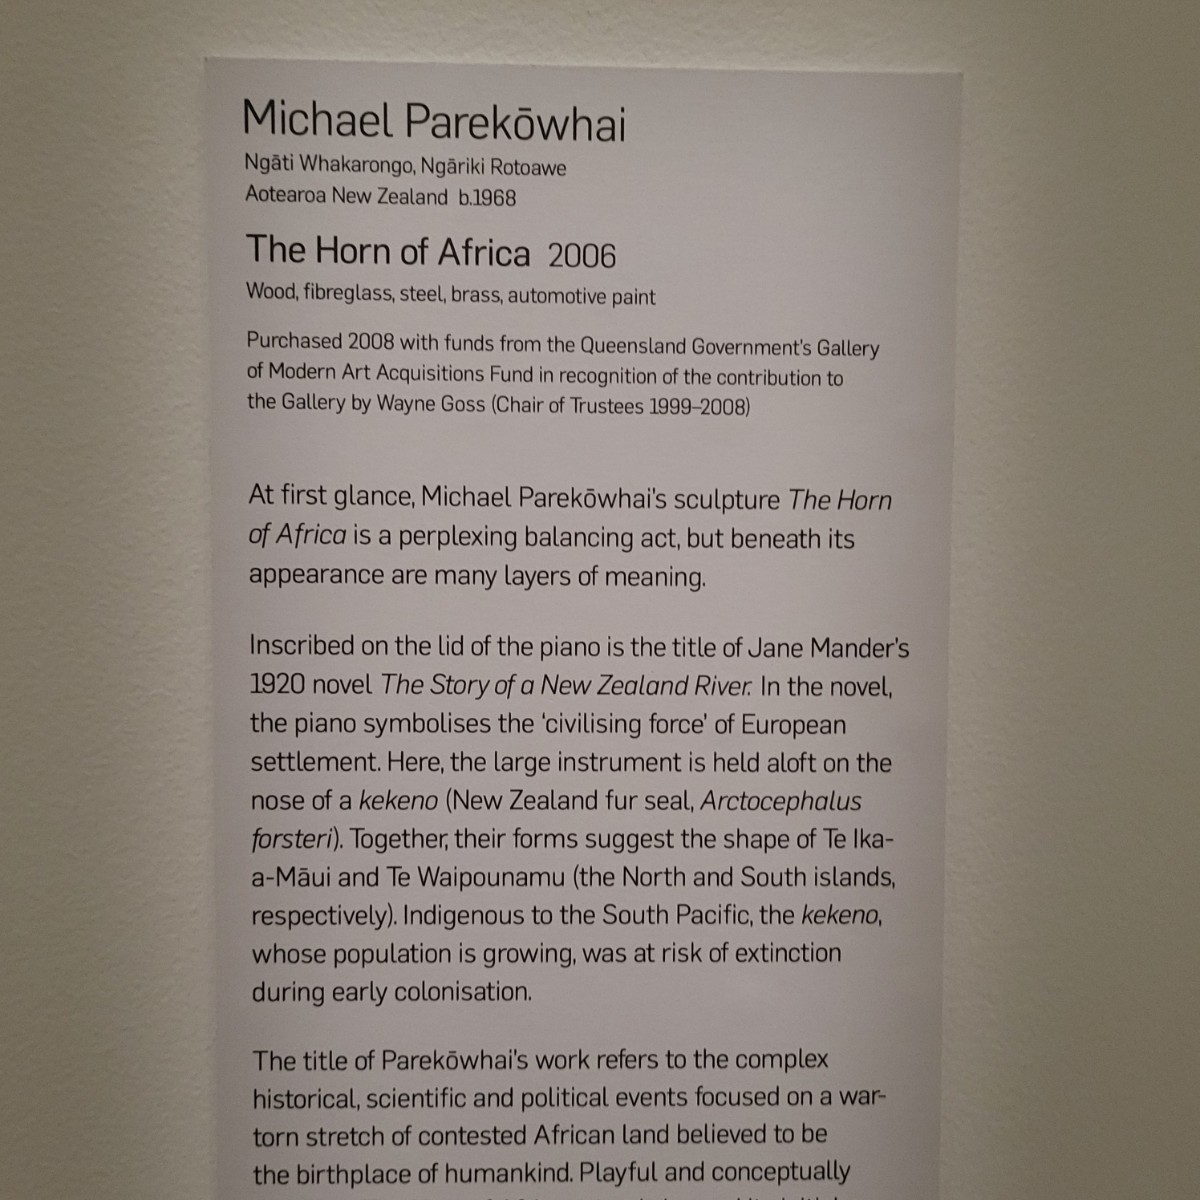 Michael Parekōwhai
Ngāti Whakarongo, Ngāriki Rotoawe
Aotearoa New Zealand b.1968
The Horn of Africa 2006
Wood, fibreglass, steel, brass, automotive paint
Purchased 2008 with funds from the Queensland Government's Gallery
of Modern Art Acquisitions Fund in recognition of the contribution to
the Gallery by Wayne Goss (Chair of Trustees 1999–2008)
At first glance, Michael Parekōwhai's sculpture The Horn
of Africa is a perplexing balancing act, but beneath its
appearance are many layers of meaning.
Inscribed on the lid of the piano is the title of Jane Mander's
1920 novel The Story of a New Zealand River. In the novel,
the piano symbolises the 'civilising force' of European
settlement. Here, the large instrument is held aloft on the
nose of a kekeno (New Zealand fur seal, Arctocephalus
forsteri). Together, their forms suggest the shape of Te Ika-
a-Māui and Te Waipounamu (the North and South islands,
respectively). Indigenous to the South Pacific, the kekeno,
whose population is growing, was at risk of extinction
during early colonisation.
The title of Parekōwhai's work refers to the complex
historical, scientific and political events focused on a war-
torn stretch of contested African land believed to be
the birthplace of humankind. Playful and conceptually